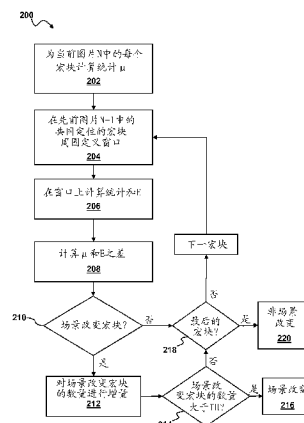 200
为当前图片N中的每个
宏块计算统计μ
202
在先前图片N-1中的
共同定位的宏块
周围定义窗口
204
在窗口上计算统计和E
206
计算μ和E之差
208
下一宏块
210
场景改变宏块?
否
最后的
宏块?
218
是
非场景
改变
220
是
否
否
对场景改变宏块
的数量进行增量
212
场景改
变宏块的数量
大于TH?
是
场景改变
216
214